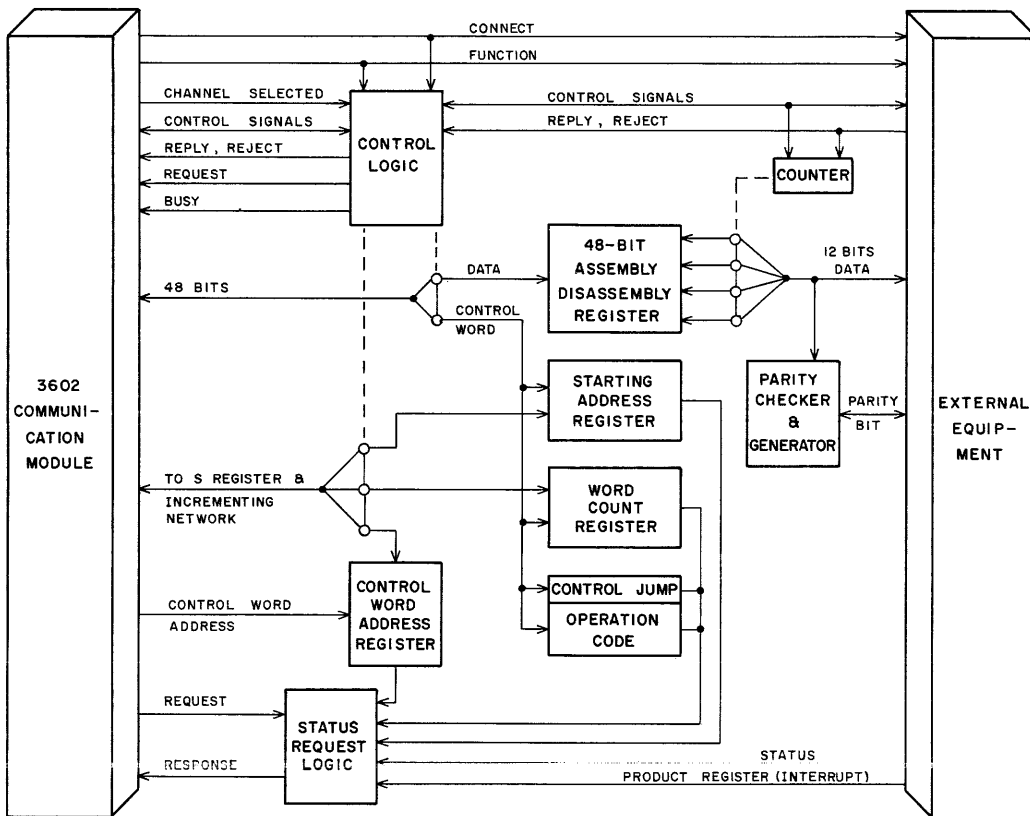 CONNECT
FUNCTION
CHANNEL SELECTED
CONTROL SIGNALS
REPLY, REJECT
REQUEST
BUSY
CONTROL
LOGIC
CONTROL SIGNALS
REPLY, REJECT
COUNTER
48 BITS
DATA
CONTROL
WORD
48-BIT
ASSEMBLY
DISASSEMBLY
REGISTER
12 BITS
DATA
3602
COMMUNI-
CATION
MODULE
STARTING
ADDRESS
REGISTER
PARITY
CHECKER
&
GENERATOR
PARITY
BIT
EXTERNAL
EQUIP-
MENT
TO S REGISTER &
INCREMENTING
NETWORK
WORD
COUNT
REGISTER
CONTROL WORD
ADDRESS
CONTROL
WORD
ADDRESS
REGISTER
CONTROL JUMP
OPERATION
CODE
REQUEST
RESPONSE
STATUS
REQUEST
LOGIC
STATUS
PRODUCT REGISTER (INTERRUPT)